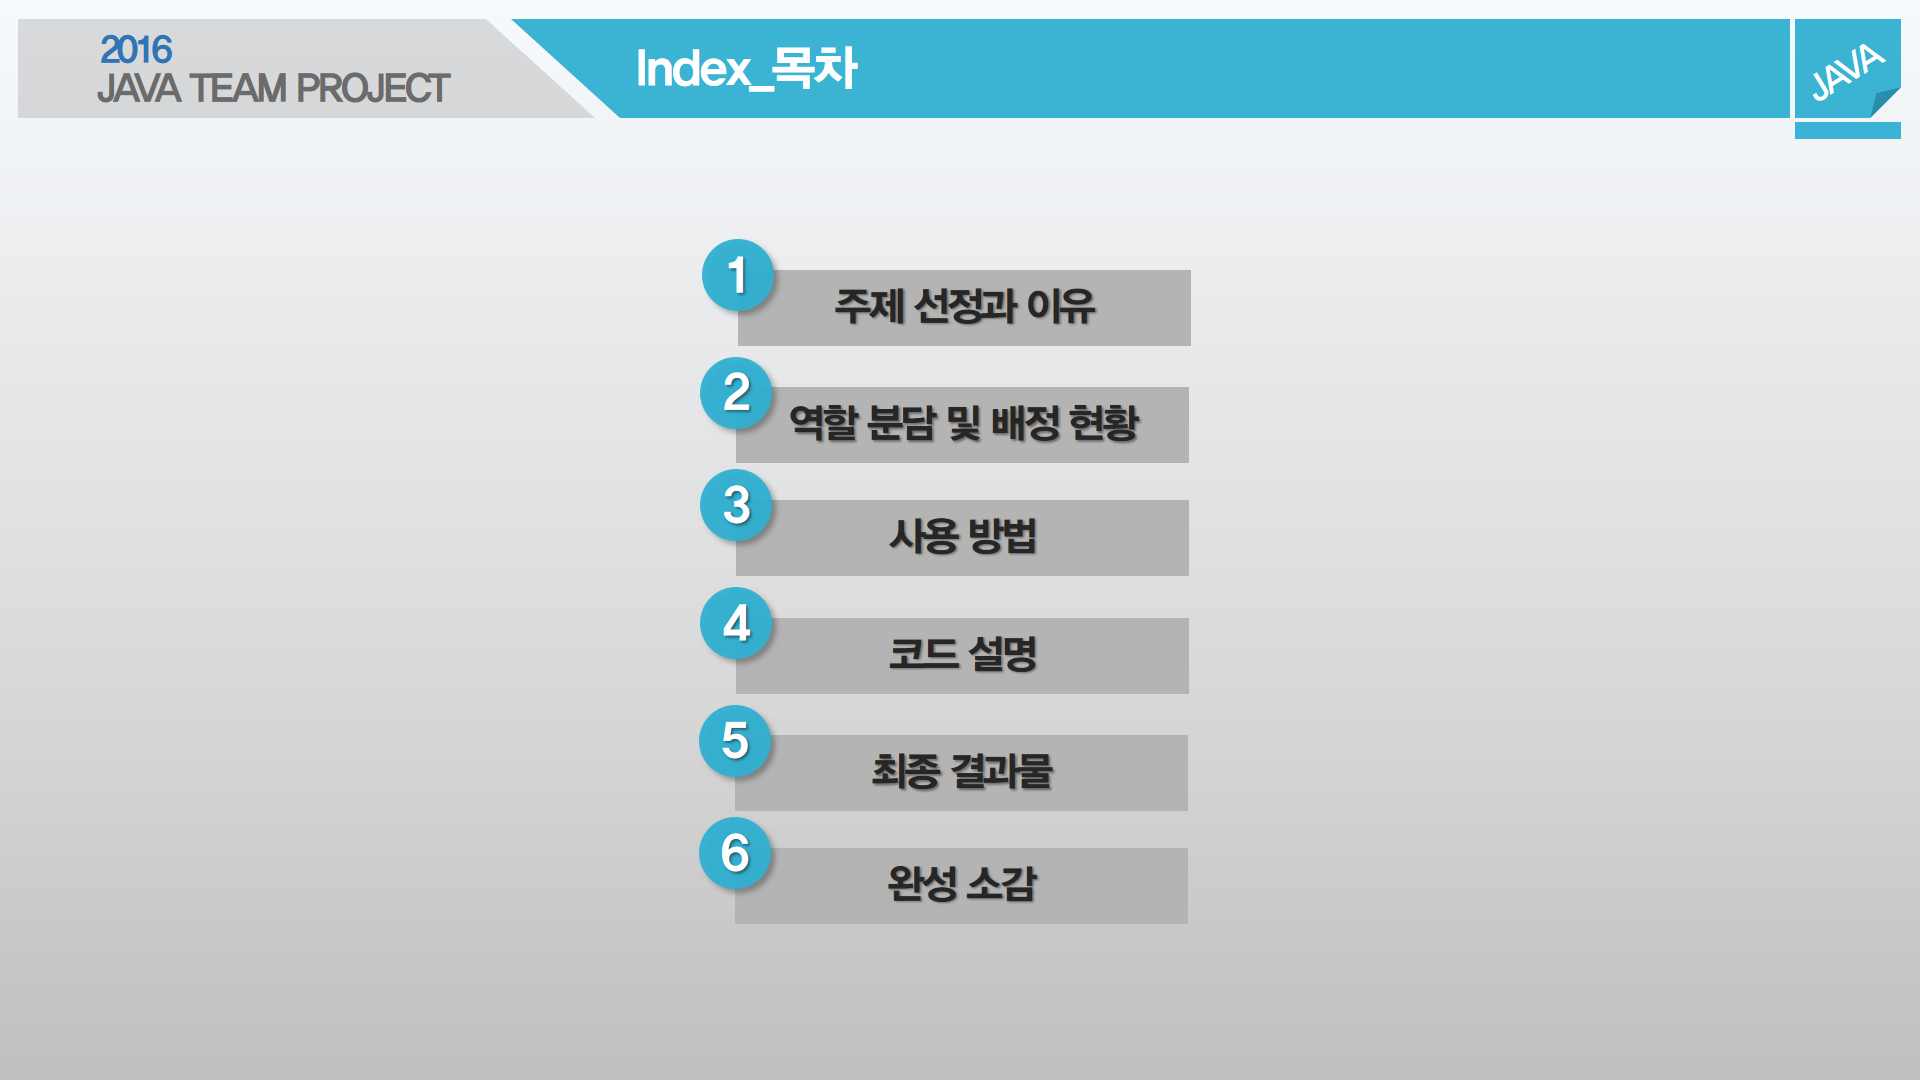 2016
JAVA TEAM PROJECT
Index_목차
JAVA
1
주제 선정과 이유
2
역할 분담 및 배정 현황
3
사용 방법
4
코드 설명
5
최종 결과물
6
완성 소감